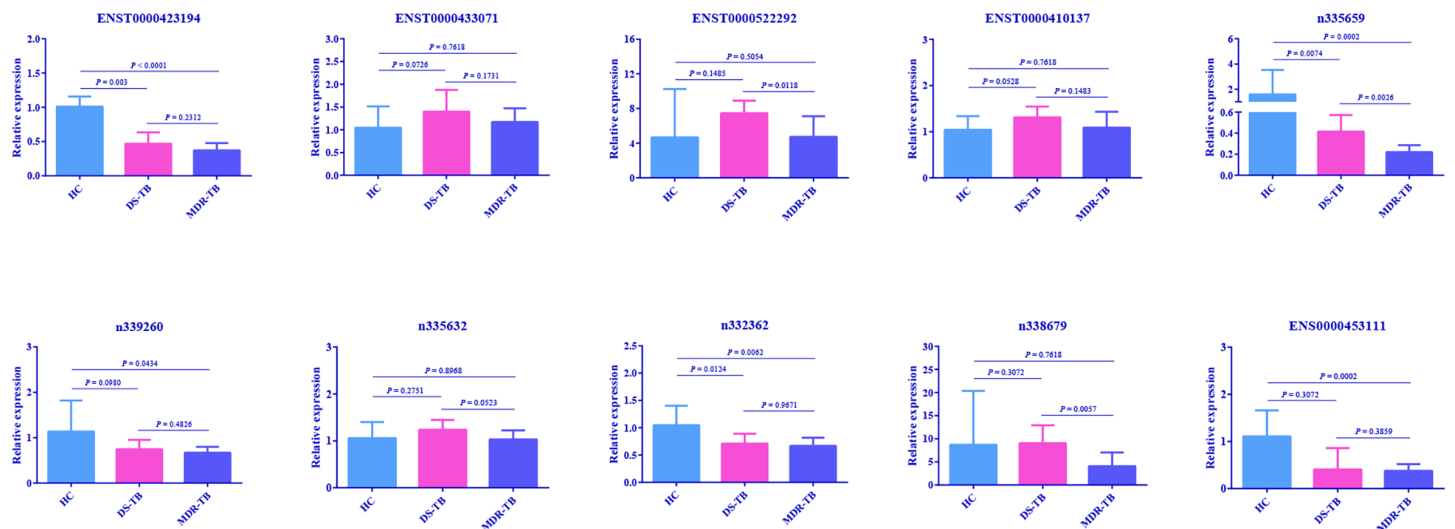 ENST0000423194
Relative expression
2.0
1.5
1.0
0.5
0.0
P < 0.0001
P = 0.003
P = 0.2312
HC
DS-TB
MDR-TB
ENST0000433071
Relative expression
3.0
2.5
2.0
1.5
1.0
0.5
0.0
P = 0.7618
P = 0.0726
P = 0.1731
HC
DS-TB
MDR-TB
ENST0000522292
Relative expression
16
12
8
4
0
P = 0.5054
P = 0.1485
P = 0.0118
HC
DS-TB
MDR-TB
ENST0000410137
Relative expression
3
2
1
0
P = 0.7618
P = 0.0528
P = 0.1483
HC
DS-TB
MDR-TB
n335659
Relative expression
6
4
2
0.6
0.4
0.2
0.0
P = 0.0002
P = 0.0074
P = 0.0026
HC
DS-TB
MDR-TB
n339260
Relative expression
3
2
1
0
P = 0.0434
P = 0.0980
P = 0.4826
HC
DS-TB
MDR-TB
n335632
Relative expression
3
2
1
0
P = 0.8968
P = 0.2751
P = 0.0523
HC
DS-TB
MDR-TB
n332362
Relative expression
2.5
2.0
1.5
1.0
0.5
0.0
P = 0.0062
P = 0.0124
P = 0.9671
HC
DS-TB
MDR-TB
n338679
Relative expression
30
25
20
15
10
5
0
P = 0.7618
P = 0.3072
P = 0.0057
HC
DS-TB
MDR-TB
ENS0000453111
Relative expression
3
2
1
0
P = 0.0002
P = 0.3072
P = 0.3859
HC
DS-TB
MDR-TB